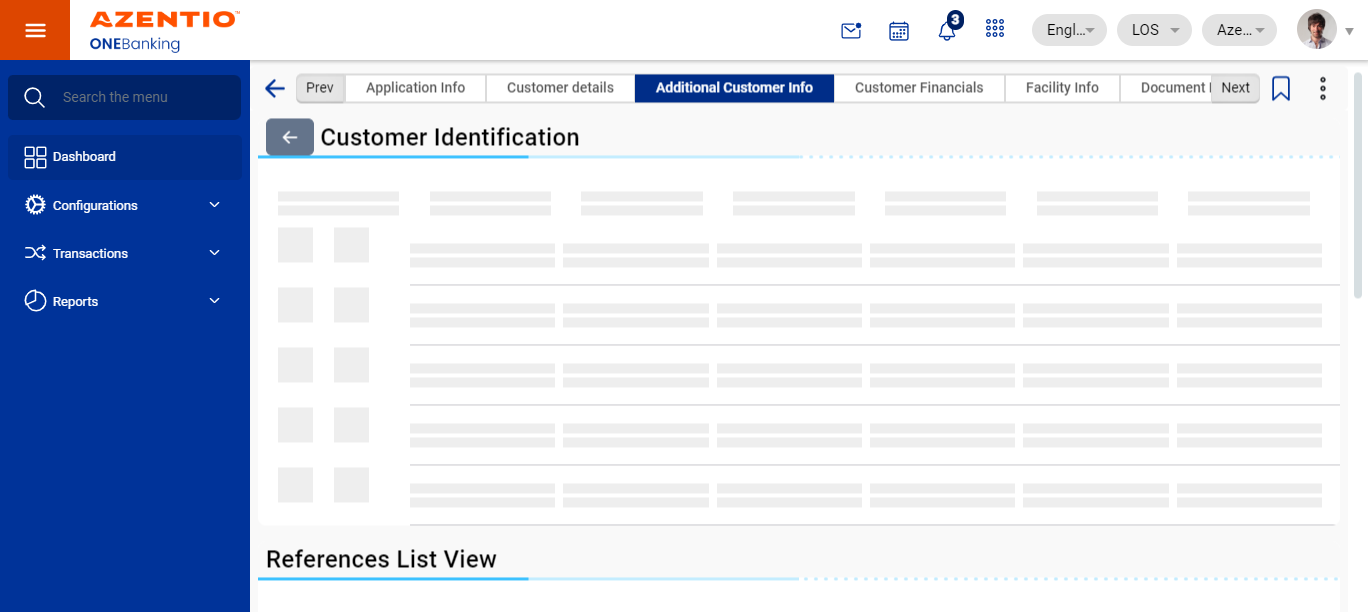 AZENTIO™
ONEBanking
3
Engl...
LOS
Aze...
Search the menu
Dashboard
Configurations
Transactions
Reports
Prev
Application Info
Customer details
Additional Customer Info
Customer Financials
Facility Info
Document
Next
Customer Identification
References List View